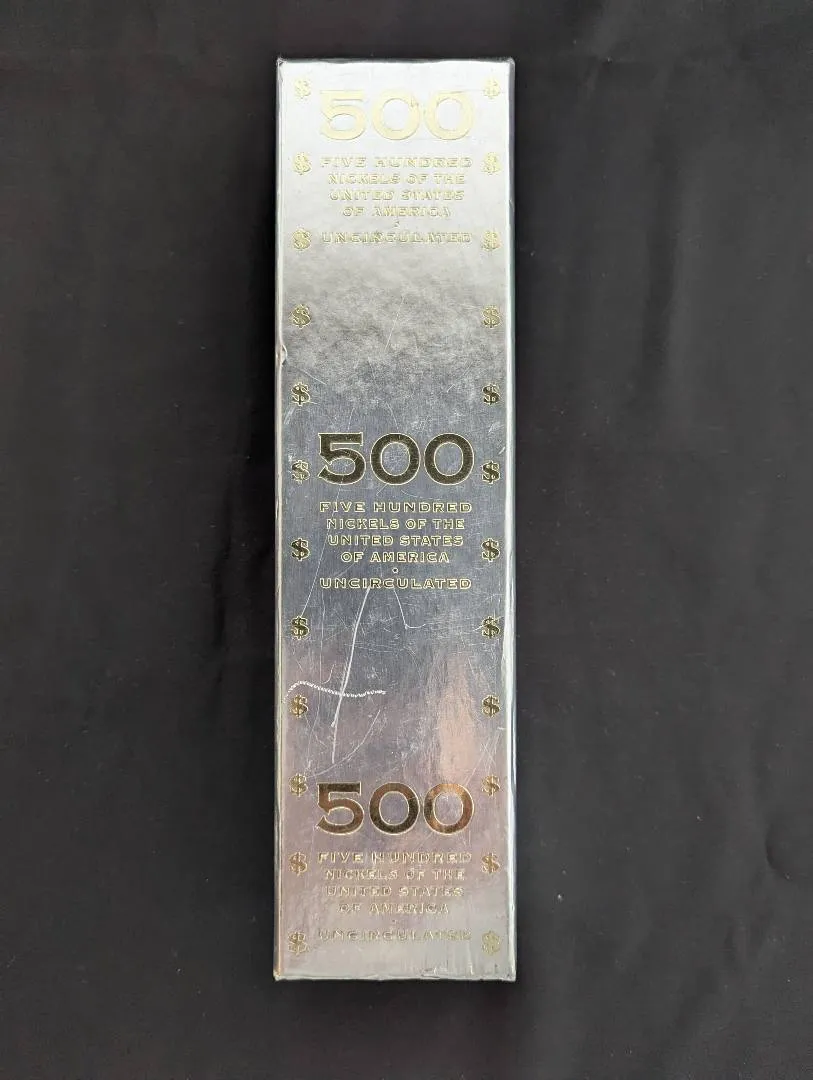 500
FIVE HUNDRED
NICKELS OF THE
UNITED STATES
OF AMERICA
•
UNCIRCULATED
500
FIVE HUNDRED
NICKELS OF THE
UNITED STATES
OF AMERICA
•
UNCIRCULATED
500
FIVE HUNDRED
NICKELS OF THE
UNITED STATES
OF AMERICA
•
UNCIRCULATED